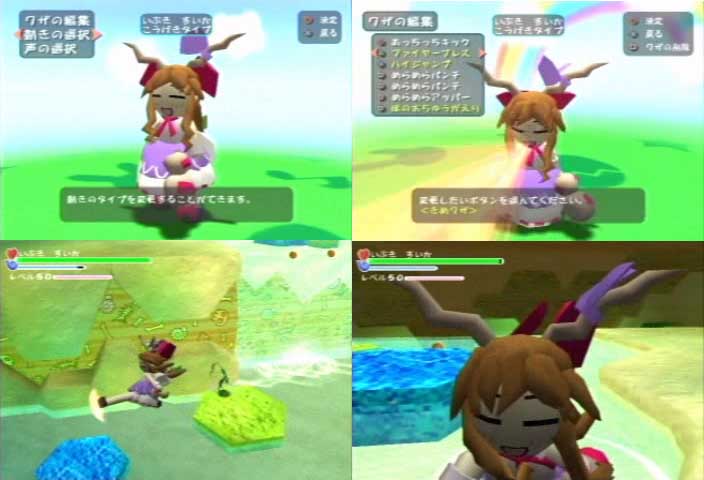 ワザの編集
動きの選択
声の選択
いぶき すいか
こうげきタイプ
決定
戻る
動きのタイプを変更することができます。
ワザの編集
あっちっちキック
ファイヤーブレス
ハイジャンプ
めらめらパンチ
めらめらパンチ
めらめらアッパー
ほのおちゅうがえり
いぶき すいか
こうげきタイプ
決定
戻る
ワザの削除
変更したいボタンを選んでください。
<きめワザ>
いぶき すいか
レベル50
いぶき すいか
レベル50